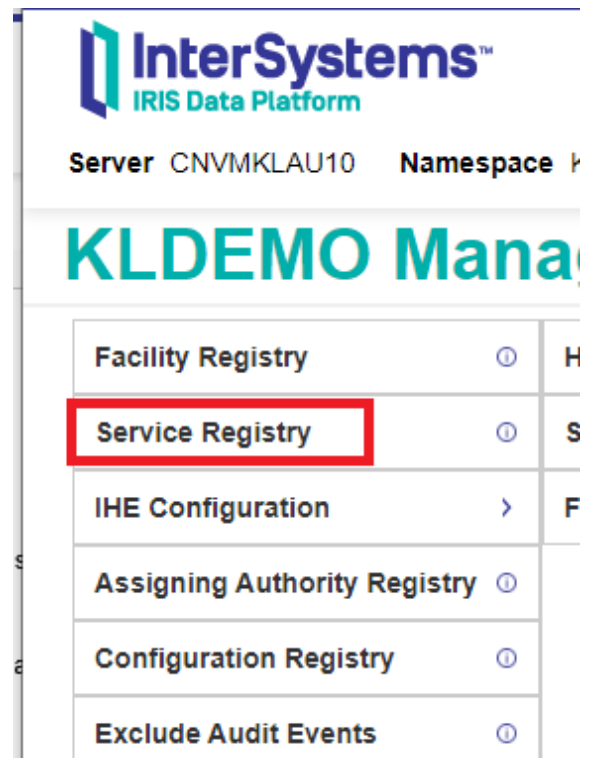 InterSystems™
IRIS Data Platform
Server CNVMKLAU10 Namespace
KLDEMO
Facility Registry
Service Registry
IHE Configuration
Assigning Authority Registry
Configuration Registry
Exclude Audit Events